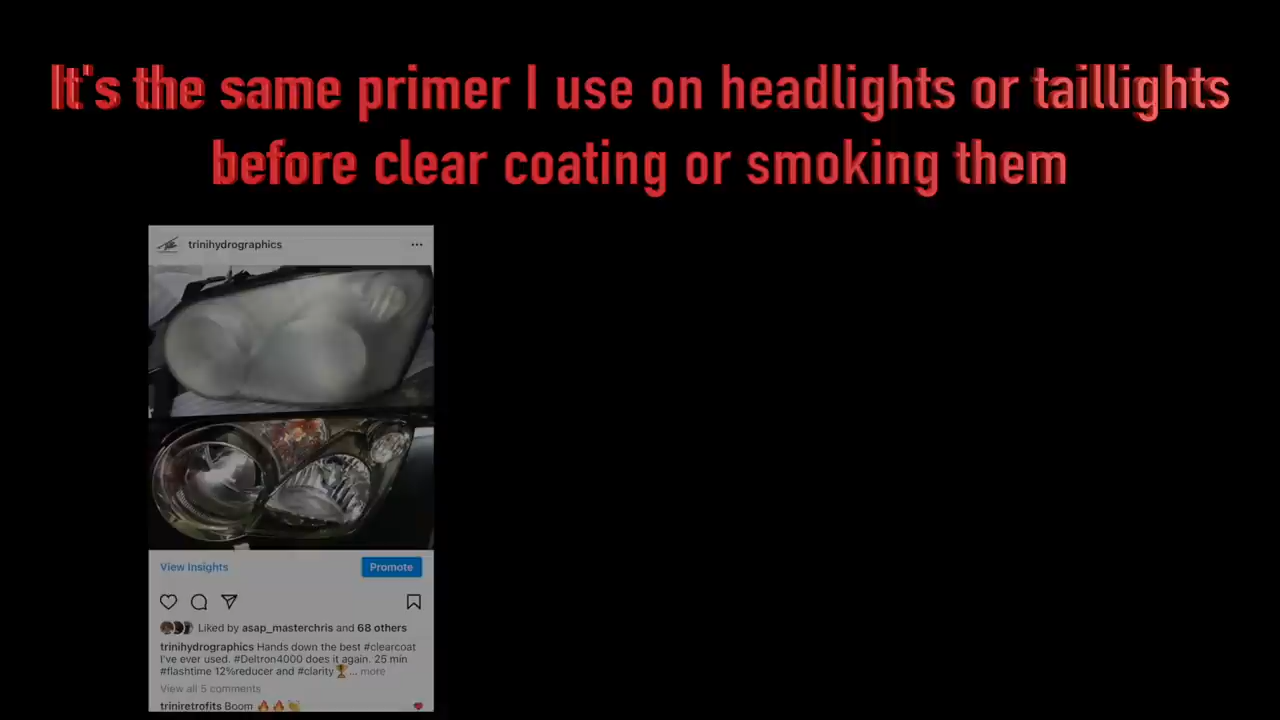 It's the same primer I use on headlights or taillights
before clear coating or smoking them
trinihydrographics
View Insights
Promote
Liked by asap_masterchris and 68 others
trinihydrographics Hands down the best #clearcoat
I've ever used. #Deltron4000 does it again. 25 min
#flashtime 12%reducer and #clarity🏆... more
View all 5 comments
triniretrofits Boom 🔥🔥👏